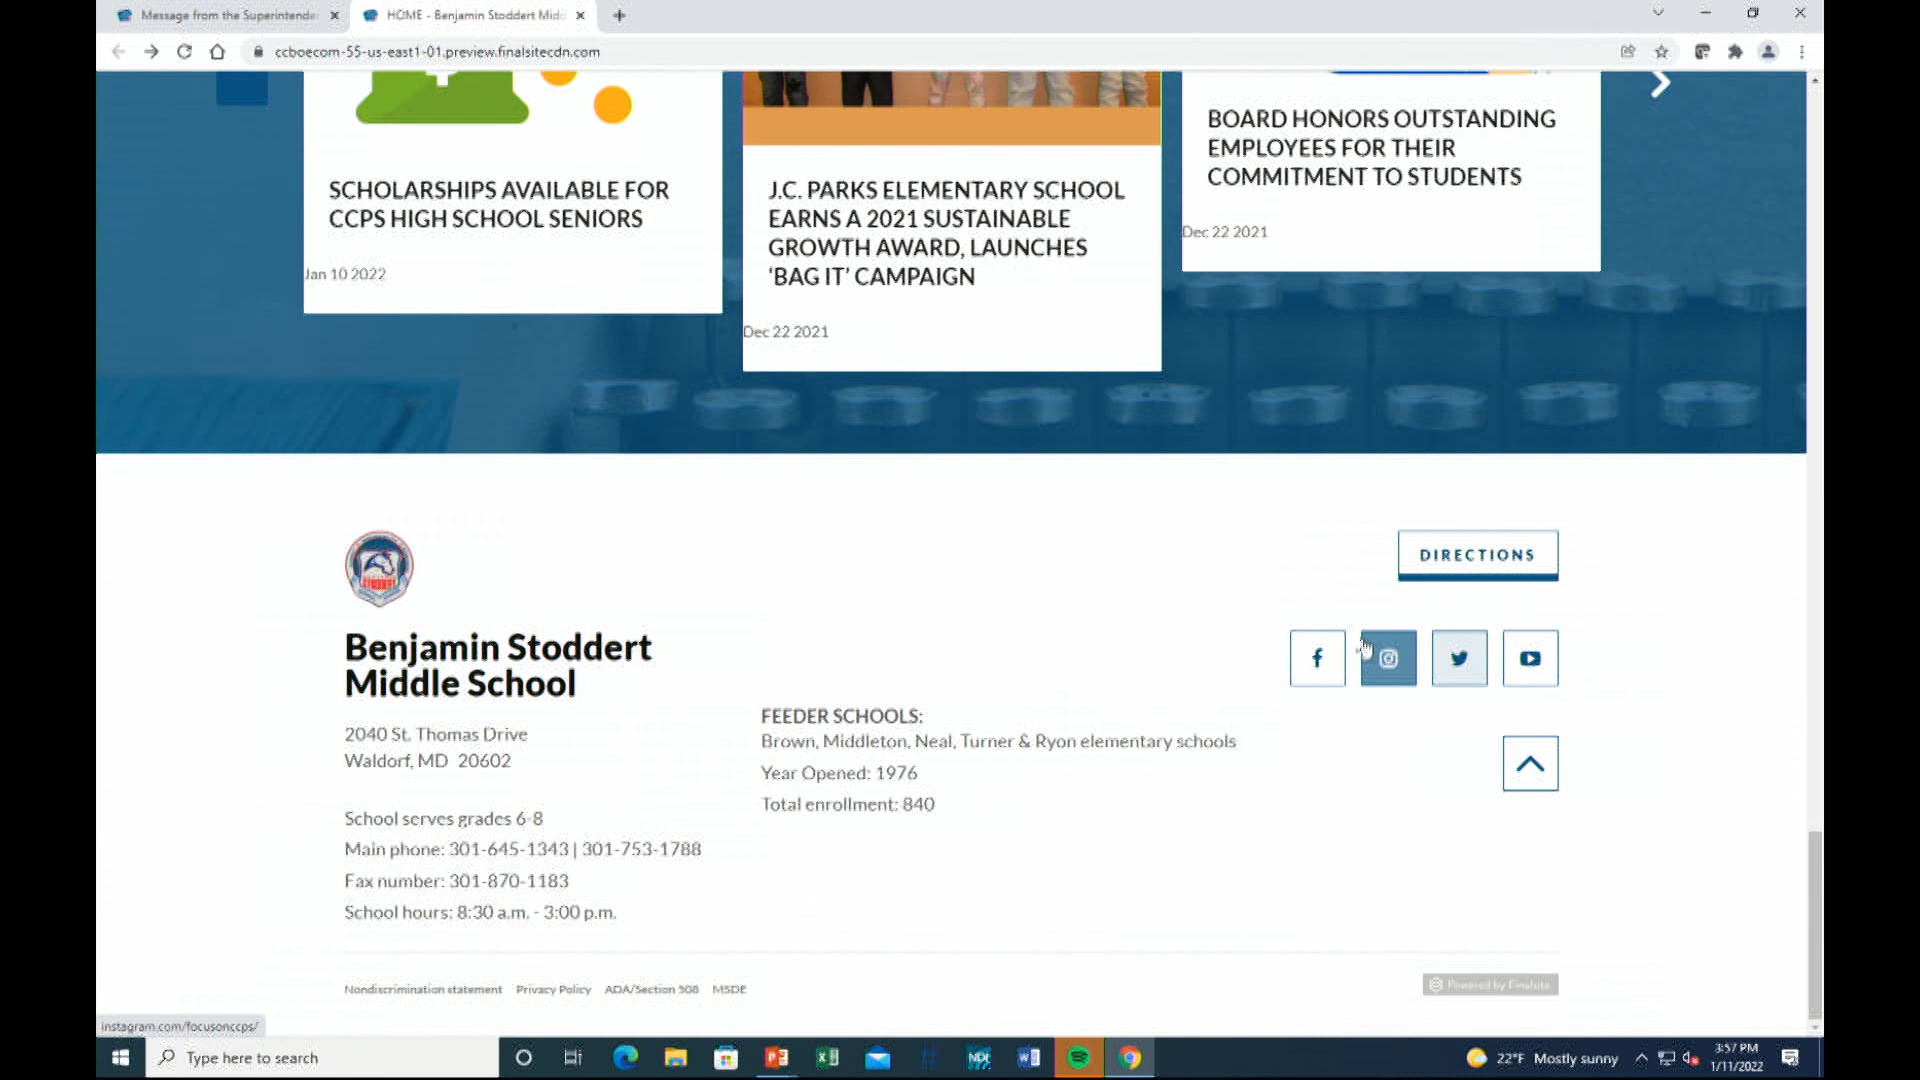 Message from the Superintende
HOME - Benjamin Stoddert Midd
ccboecom-55-us-east1-01.preview.finalsitecdn.com
SCHOLARSHIPS AVAILABLE FOR
CCPS HIGH SCHOOL SENIORS
Jan 10 2022
J.C. PARKS ELEMENTARY SCHOOL
EARNS A 2021 SUSTAINABLE
GROWTH AWARD, LAUNCHES
‘BAG IT’ CAMPAIGN
Dec 22 2021
BOARD HONORS OUTSTANDING
EMPLOYEES FOR THEIR
COMMITMENT TO STUDENTS
Dec 22 2021
DIRECTIONS
Benjamin Stoddert
Middle School
2040 St. Thomas Drive
Waldorf, MD 20602
School serves grades 6-8
Main phone: 301-645-1343 | 301-753-1788
Fax number: 301-870-1183
School hours: 8:30 a.m. - 3:00 p.m.
FEEDER SCHOOLS:
Brown, Middleton, Neal, Turner & Ryon elementary schools
Year Opened: 1976
Total enrollment: 840
Nondiscrimination statement Privacy Policy ADA/Section 508 MSDE
Powered by Finalsite
instagram.com/focusonccps/
Type here to search
22°F Mostly sunny
3:57 PM
1/11/2022